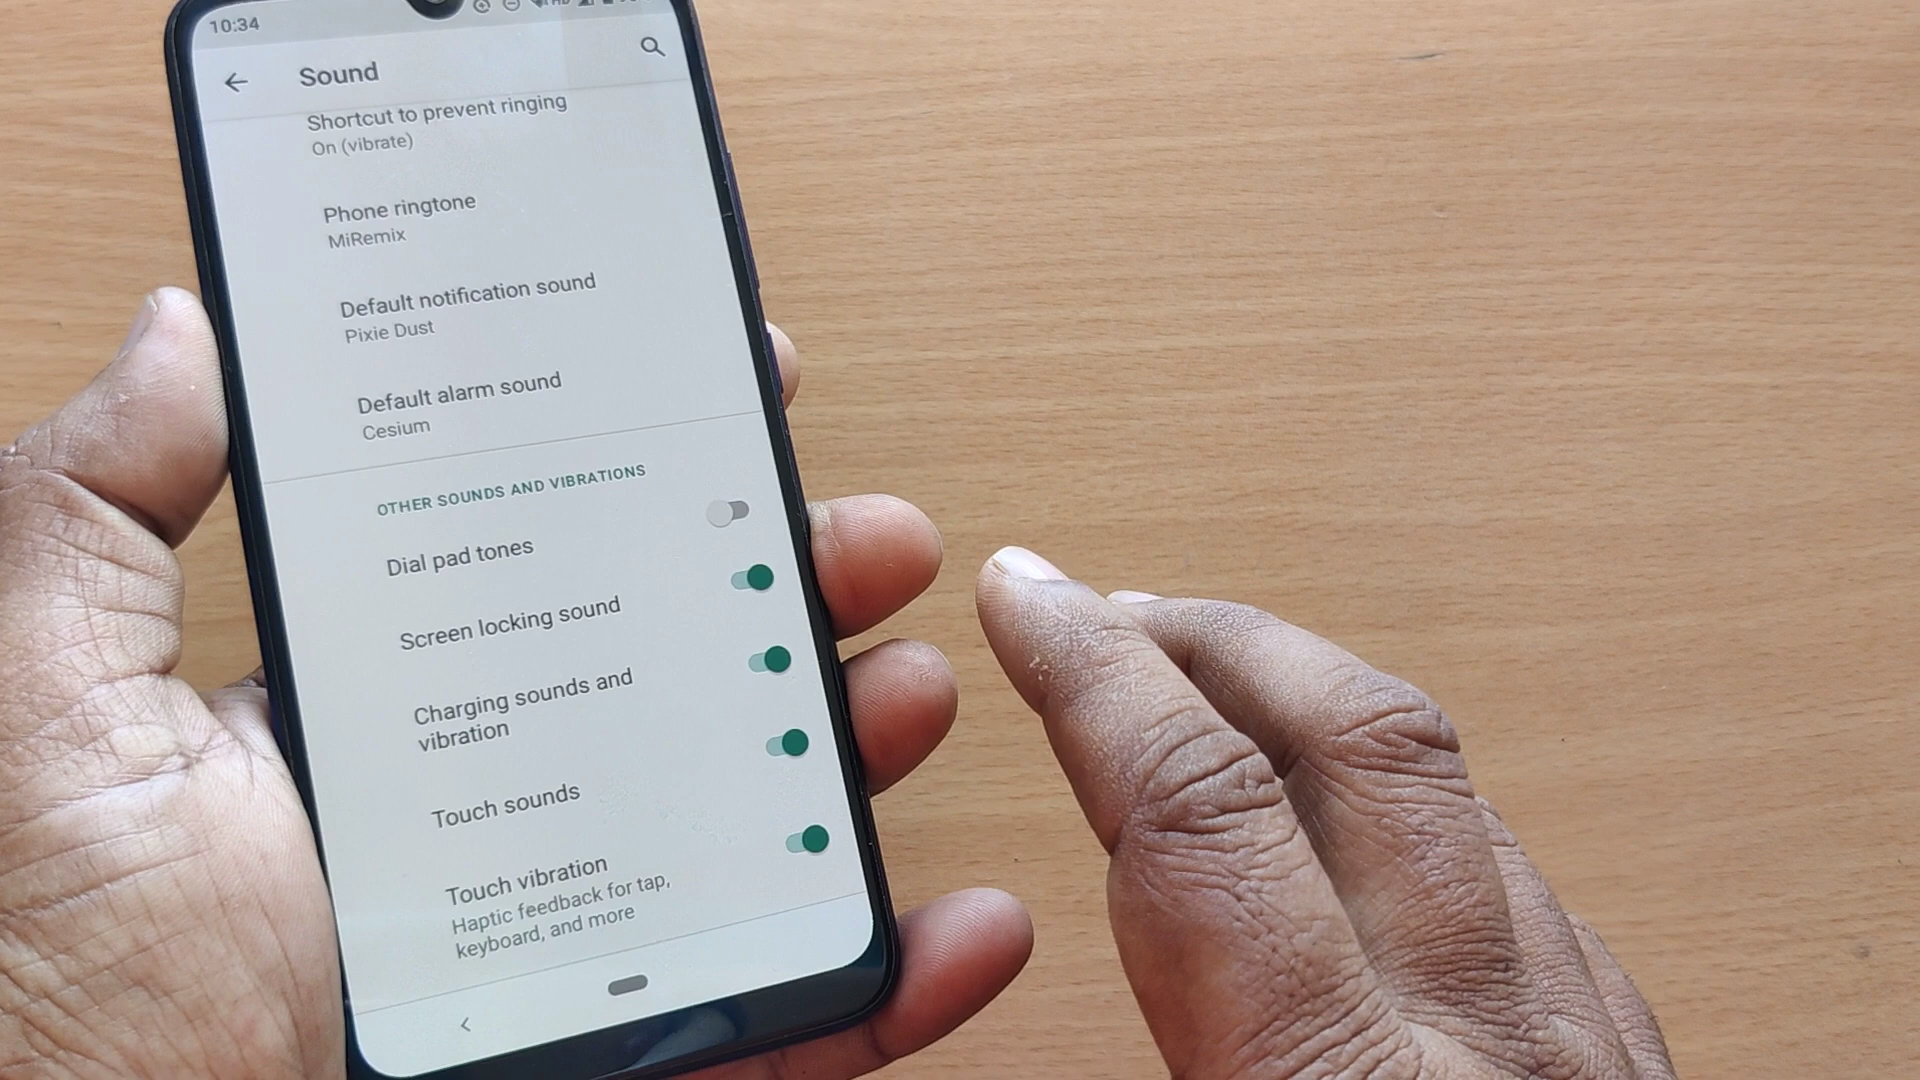 10:34
Sound
Shortcut to prevent ringing
On (vibrate)
Phone ringtone
MiRemix
Default notification sound
Pixie Dust
Default alarm sound
Cesium
OTHER SOUNDS AND VIBRATIONS
Dial pad tones
Screen locking sound
Charging sounds and
vibration
Touch sounds
Touch vibration
Haptic feedback for tap,
keyboard, and more